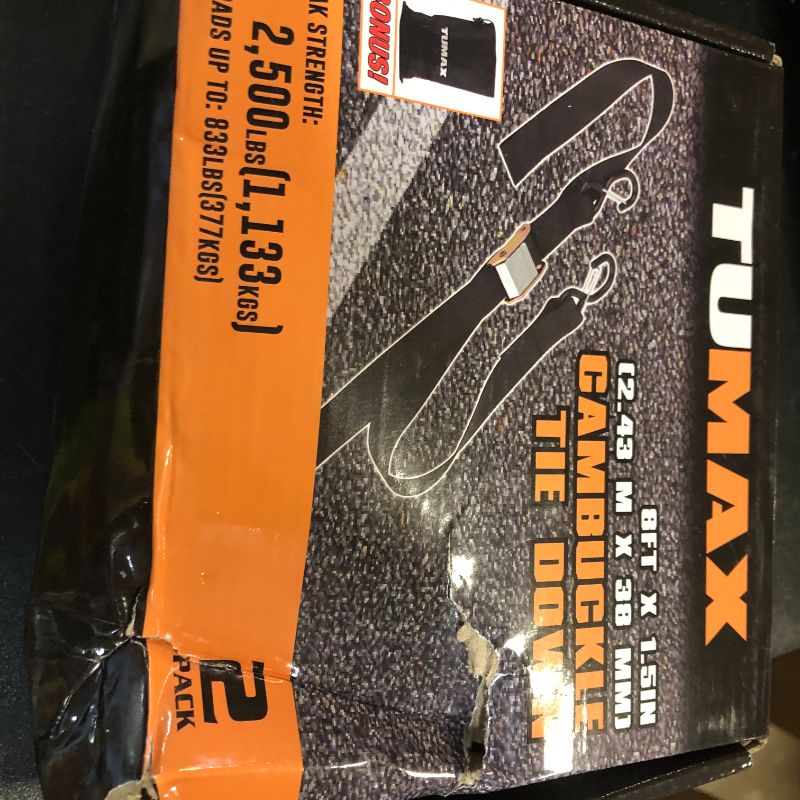 TUMAX
8FT X 1.5IN
(2.43 M X 38 MM)
CAMBUCKLE
TIE DOWN
TUMAX
BONUS!
STRENGTH:
2,500LBS(1,133KGS)
UP TO: 833LBS(377KGS)
2
PACK